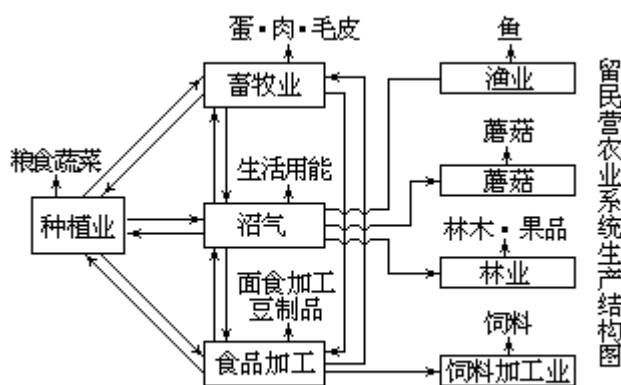 蛋·肉·毛皮
畜牧业
鱼
渔业
粮食蔬菜
种植业
生活用能
沼气
蘑菇
蘑菇
林木·果品
林业
面食加工
豆制品
食品加工
饲料
饲料加工业
留民营农业系统生产结构图